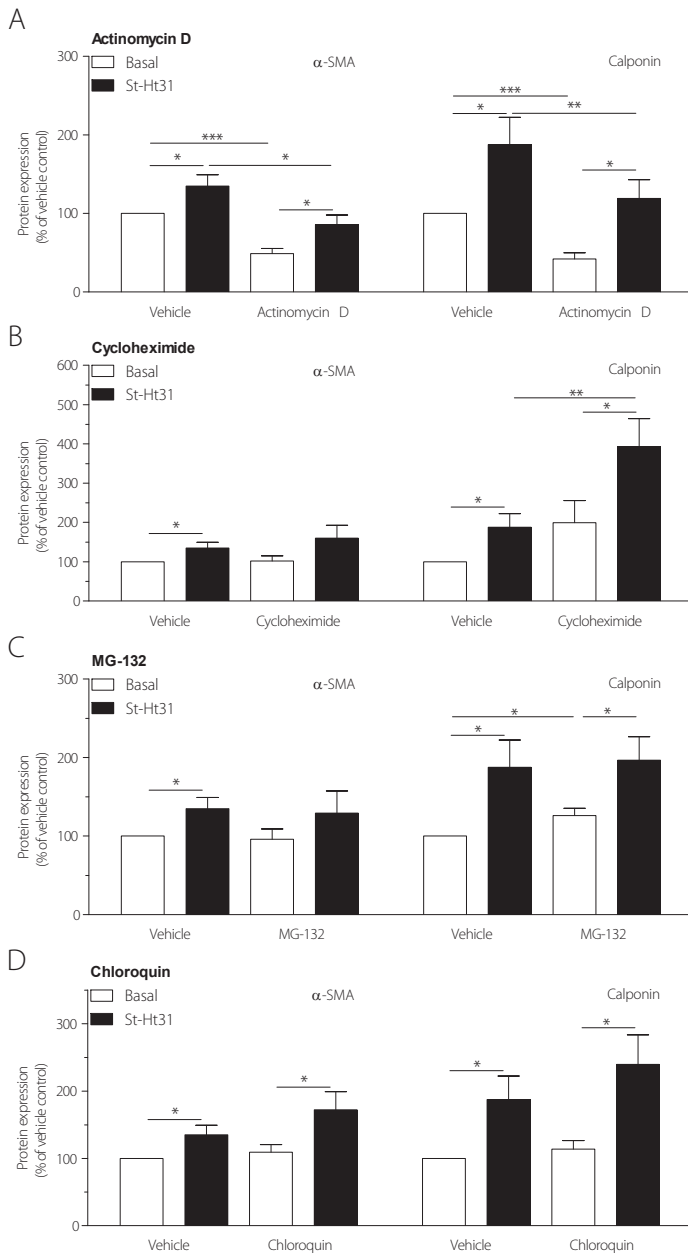 A
Actinomycin D
Basal
α-SMA
Calponin
St-Ht31
Protein expression
(% of vehicle control)
300
200
100
0
***
*
*
*
***
*
**
*
Vehicle
Actinomycin D
Vehicle
Actinomycin D
B
Cycloheximide
Basal
α-SMA
Calponin
St-Ht31
Protein expression
(% of vehicle control)
600
500
400
300
200
100
0
*
*
**
*
Vehicle
Cycloheximide
Vehicle
Cycloheximide
C
MG-132
Basal
α-SMA
Calponin
St-Ht31
Protein expression
(% of vehicle control)
300
200
100
0
*
*
*
*
Vehicle
MG-132
Vehicle
MG-132
D
Chloroquin
Basal
α-SMA
Calponin
St-Ht31
Protein expression
(% of vehicle control)
300
200
100
0
*
*
*
*
Vehicle
Chloroquin
Vehicle
Chloroquin